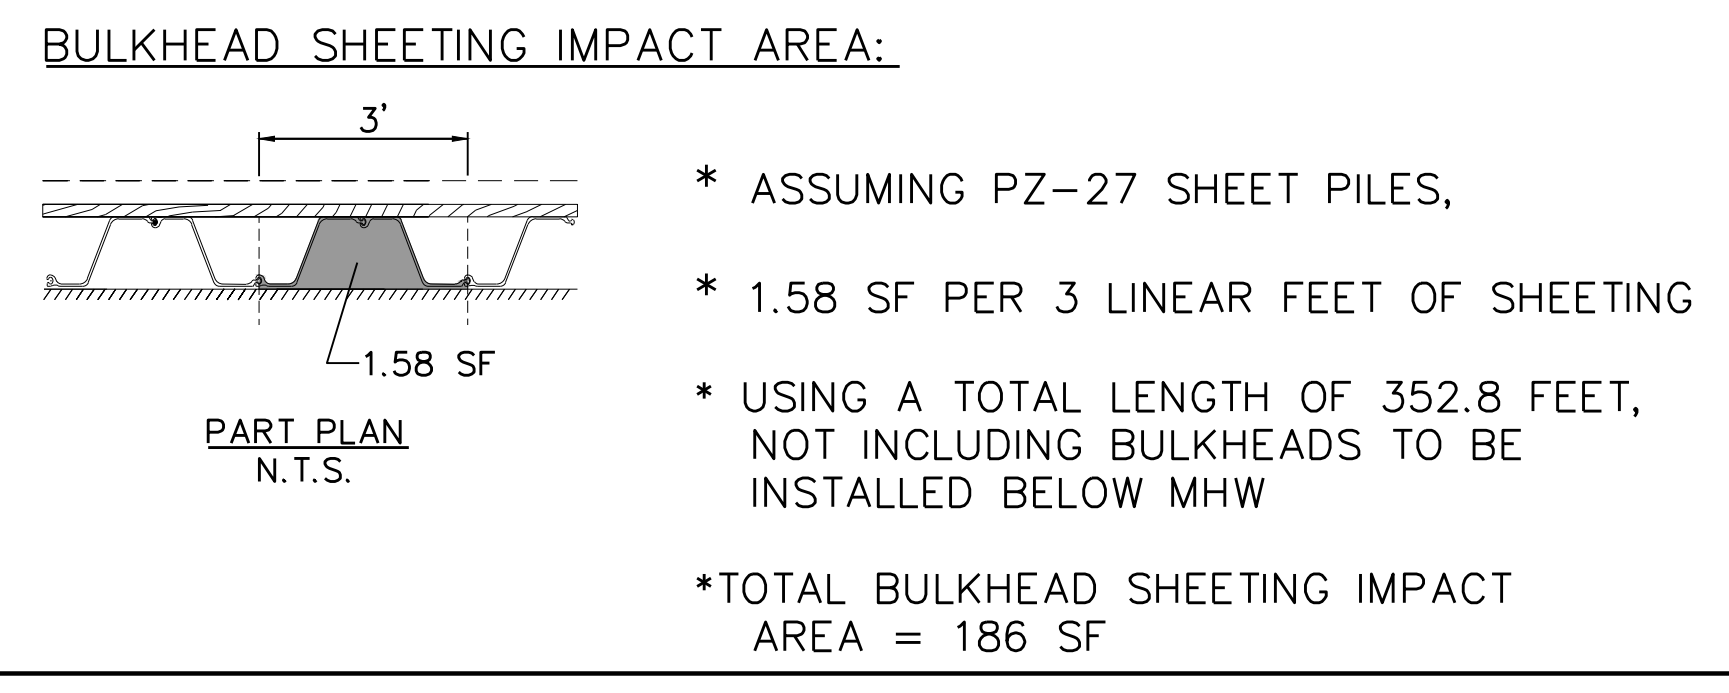 BULKHEAD SHEETING IMPACT AREA:
3'
1.58 SF
PART PLAN
N.T.S.
* ASSUMING PZ-27 SHEET PILES,
* 1.58 SF PER 3 LINEAR FEET OF SHEETING
* USING A TOTAL LENGTH OF 352.8 FEET,
NOT INCLUDING BULKHEADS TO BE
INSTALLED BELOW MHW
*TOTAL BULKHEAD SHEETING IMPACT
AREA = 186 SF